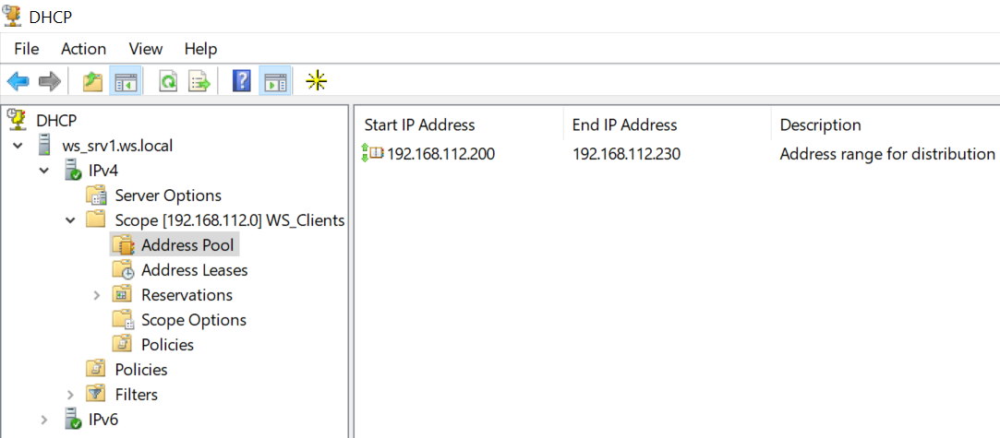 DHCP
File Action View Help
DHCP
ws_srv1.ws.local
IPv4
Server Options
Scope [192.168.112.0] WS_Clients
Address Pool
Address Leases
Reservations
Scope Options
Policies
Policies
Filters
IPv6
Start IP Address End IP Address Description
192.168.112.200 192.168.112.230 Address range for distribution